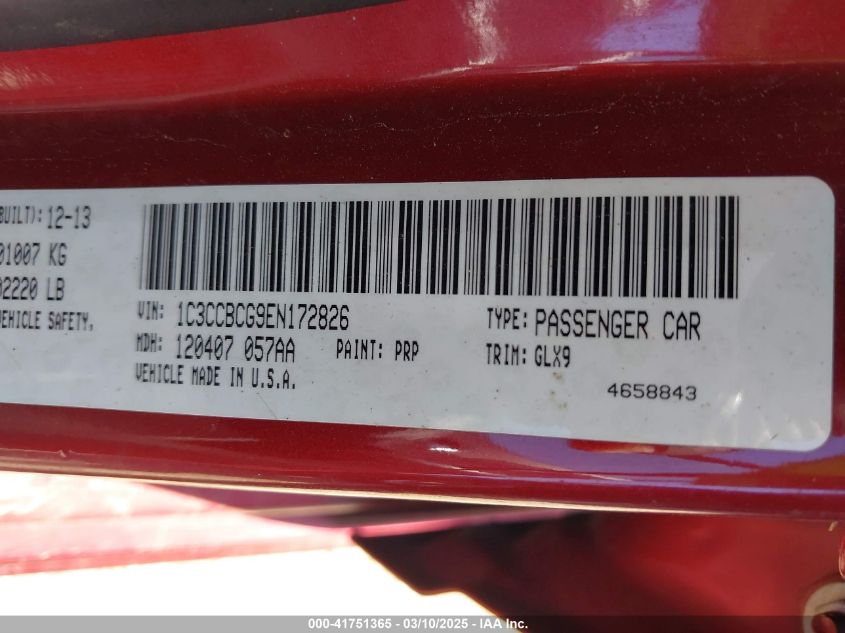 BUILT): 12-13
01007 KG
02220 LB
VEHICLE SAFETY,
VIN: 1C3CCBCG9EN172826
TYPE: PASSENGER CAR
MDH: 120407 057AA PAINT: PRP
TRIM: GLX9
VEHICLE MADE IN U.S.A.
4658843
000-41751365 - 03/10/2025 - IAA Inc.